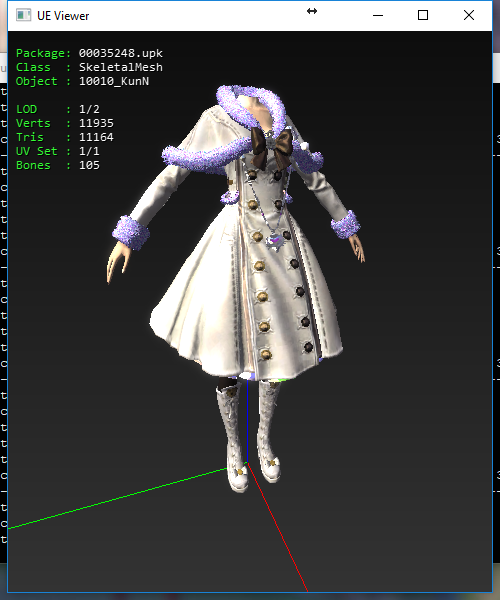 UE Viewer
Package: 00035248.upk
Class : SkeletalMesh
Object : 10010_KunN
LOD : 1/2
Verts : 11935
Tris : 11164
UV Set : 1/1
Bones : 105